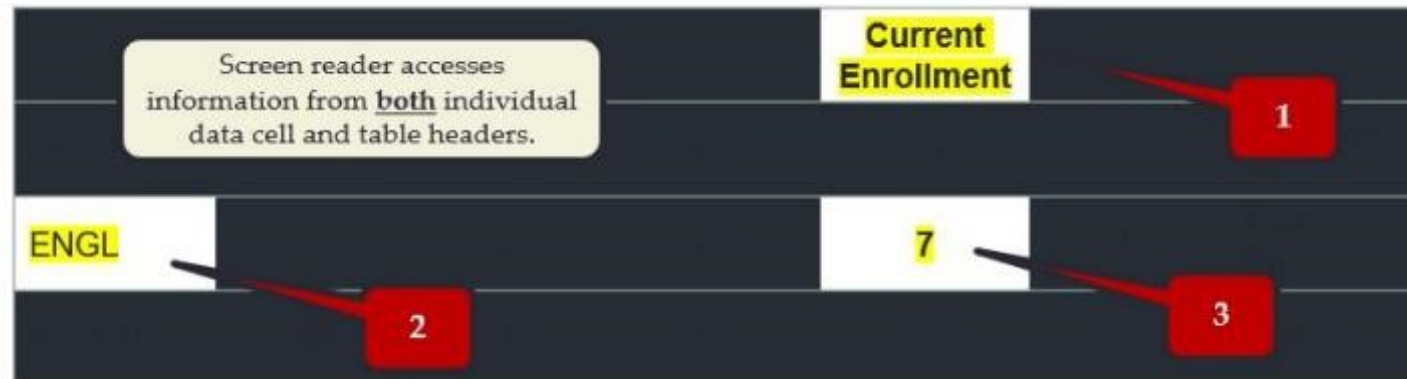 Current
Enrollment
Screen reader accesses
information from both individual
data cell and table headers.
1
ENGL
7
2
3